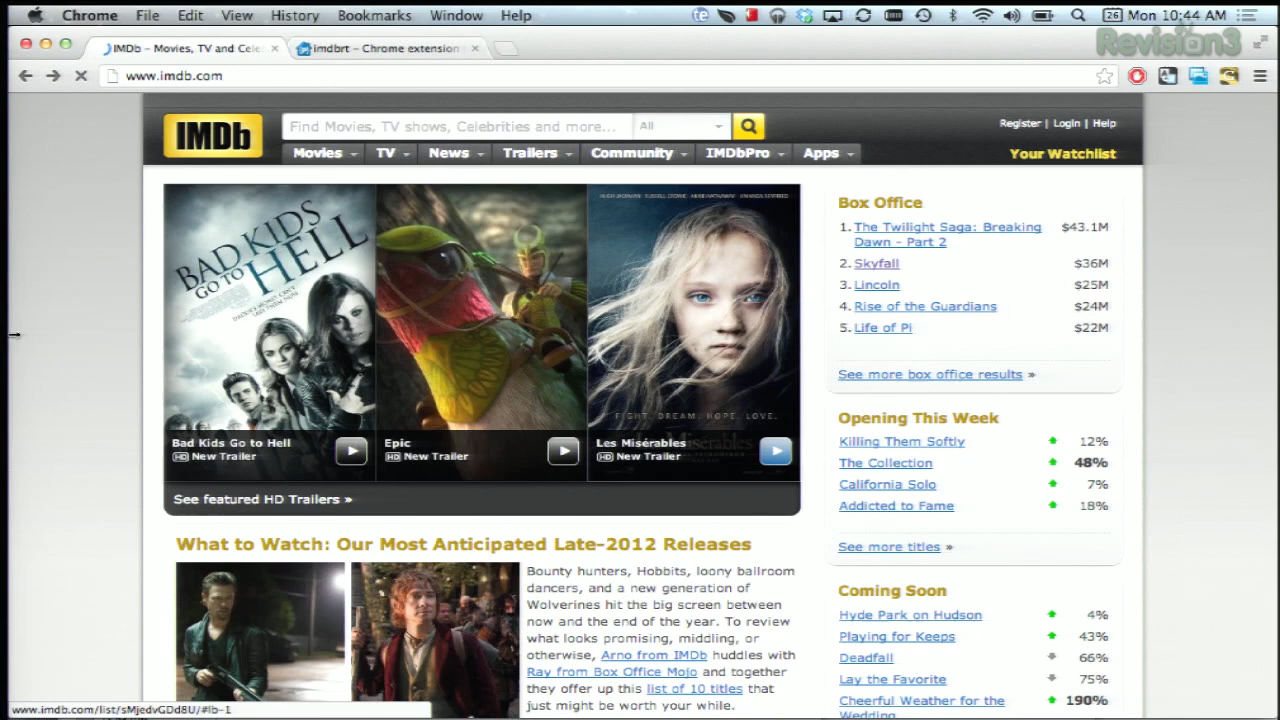 Chrome File Edit View History Bookmarks Window Help
26 Mon 10:44 AM
Revision3
IMDb - Movies, TV and Cele
imdbrt - Chrome extension
www.imdb.com
IMDb
Find Movies, TV shows, Celebrities and more...
All
Register | Login | Help
Movies TV News Trailers Community IMDbPro Apps
Your Watchlist
BAD KIDS
GO TO HELL
FIGHT. DREAM. HOPE. LOVE.
Bad Kids Go to Hell
HD New Trailer
Epic
HD New Trailer
Les Misérables
HD New Trailer
See featured HD Trailers »
Box Office
1. The Twilight Saga: Breaking $43.1M
Dawn - Part 2
2. Skyfall $36M
3. Lincoln $25M
4. Rise of the Guardians $24M
5. Life of Pi $22M
See more box office results »
Opening This Week
Killing Them Softly 12%
The Collection 48%
California Solo 7%
Addicted to Fame 18%
See more titles »
Coming Soon
Hyde Park on Hudson 4%
Playing for Keeps 43%
Deadfall 66%
Lay the Favorite 75%
Cheerful Weather for the 190%
Wedding
What to Watch: Our Most Anticipated Late-2012 Releases
Bounty hunters, Hobbits, loony ballroom
dancers, and a new generation of
Wolverines hit the big screen between
now and the end of the year. To review
what looks promising, middling, or
otherwise, Arno from IMDb huddles with
Ray from Box Office Mojo and together
they offer up this list of 10 titles that
just might be worth your while.
www.imdb.com/list/sMjedvGDd8U/#lb-1